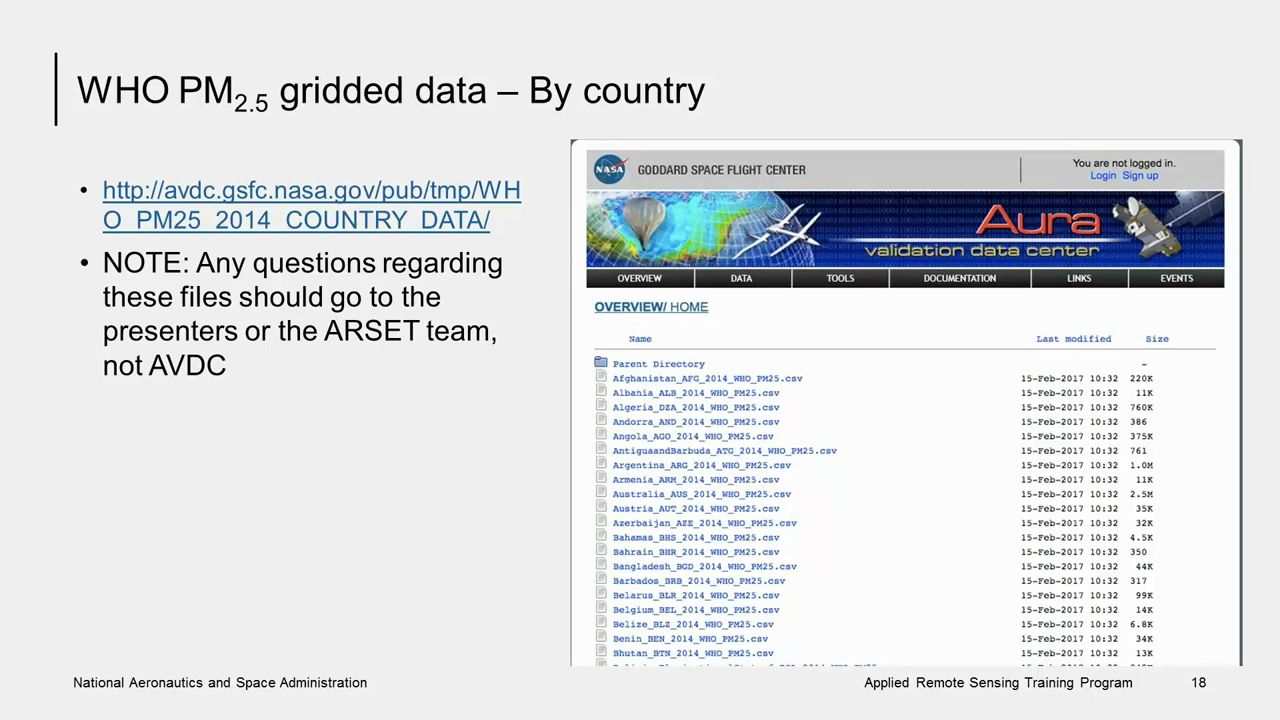 WHO PM2.5 gridded data – By country
• http://avdc.gsfc.nasa.gov/pub/tmp/WH
O_PM25_2014_COUNTRY_DATA/
• NOTE: Any questions regarding
these files should go to the
presenters or the ARSET team,
not AVDC
NASA GODDARD SPACE FLIGHT CENTER
You are not logged in.
Login Sign up
Aura
validation data center
OVERVIEW DATA TOOLS DOCUMENTATION LINKS EVENTS
OVERVIEW/ HOME
Name Last modified Size
Parent Directory -
Afghanistan_AFG_2014_WHO_PM25.csv 15-Feb-2017 10:32 220K
Albania_ALB_2014_WHO_PM25.csv 15-Feb-2017 10:32 11K
Algeria_DZA_2014_WHO_PM25.csv 15-Feb-2017 10:32 760K
Andorra_AND_2014_WHO_PM25.csv 15-Feb-2017 10:32 386
Angola_AGO_2014_WHO_PM25.csv 15-Feb-2017 10:32 375K
AntiguaandBarbuda_ATG_2014_WHO_PM25.csv 15-Feb-2017 10:32 761
Argentina_ARG_2014_WHO_PM25.csv 15-Feb-2017 10:32 1.0M
Armenia_ARM_2014_WHO_PM25.csv 15-Feb-2017 10:32 11K
Australia_AUS_2014_WHO_PM25.csv 15-Feb-2017 10:32 2.5M
Austria_AUT_2014_WHO_PM25.csv 15-Feb-2017 10:32 35K
Azerbaijan_AZE_2014_WHO_PM25.csv 15-Feb-2017 10:32 32K
Bahamas_BHS_2014_WHO_PM25.csv 15-Feb-2017 10:32 4.5K
Bahrain_BHR_2014_WHO_PM25.csv 15-Feb-2017 10:32 350
Bangladesh_BGD_2014_WHO_PM25.csv 15-Feb-2017 10:32 44K
Barbados_BRB_2014_WHO_PM25.csv 15-Feb-2017 10:32 317
Belarus_BLR_2014_WHO_PM25.csv 15-Feb-2017 10:32 99K
Belgium_BEL_2014_WHO_PM25.csv 15-Feb-2017 10:32 14K
Belize_BLZ_2014_WHO_PM25.csv 15-Feb-2017 10:32 6.8K
Benin_BEN_2014_WHO_PM25.csv 15-Feb-2017 10:32 34K
Bhutan_BTN_2014_WHO_PM25.csv 15-Feb-2017 10:32 13K
National Aeronautics and Space Administration
Applied Remote Sensing Training Program 18